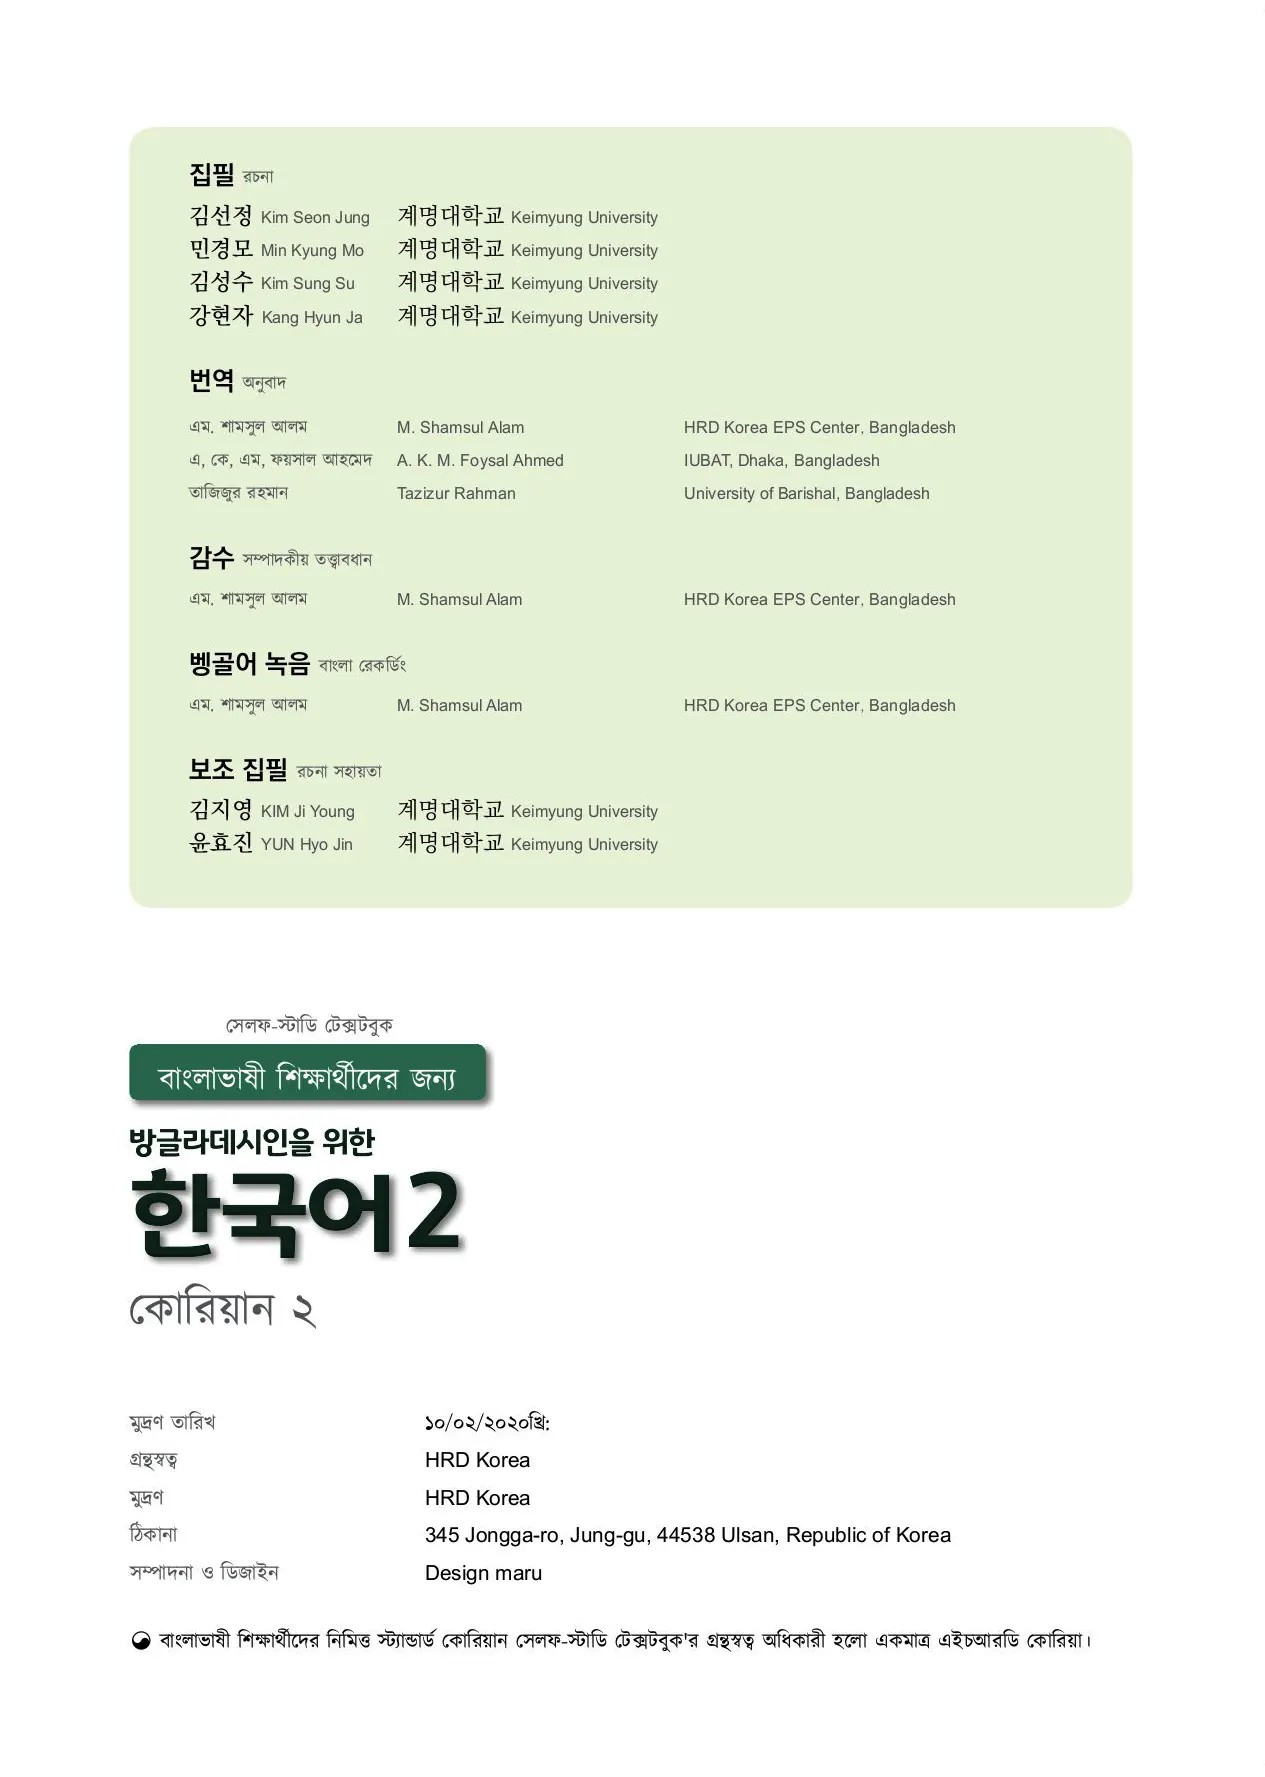 집필 রচনা
김선정 Kim Seon Jung 계명대학교 Keimyung University
민경모 Min Kyung Mo 계명대학교 Keimyung University
김성수 Kim Sung Su 계명대학교 Keimyung University
강현자 Kang Hyun Ja 계명대학교 Keimyung University
번역 অনুবাদ
এম. শামসুল আলম M. Shamsul Alam HRD Korea EPS Center, Bangladesh
এ, কে, এম, ফয়সাল আহমেদ A. K. M. Foysal Ahmed IUBAT, Dhaka, Bangladesh
তাজিজুর রহমান Tazizur Rahman University of Barishal, Bangladesh
감수 সম্পাদকীয় তত্ত্বাবধান
এম. শামসুল আলম M. Shamsul Alam HRD Korea EPS Center, Bangladesh
벵골어 녹음 বাংলা রেকর্ডিং
এম. শামসুল আলম M. Shamsul Alam HRD Korea EPS Center, Bangladesh
보조 집필 রচনা সহায়তা
김지영 KIM Ji Young 계명대학교 Keimyung University
윤효진 YUN Hyo Jin 계명대학교 Keimyung University
সেলফ-স্টাডি টেক্সটবুক
বাংলাভাষী শিক্ষার্থীদের জন্য
방글라데시인을 위한
한국어2
কোরিয়ান ২
মুদ্রণ তারিখ ১০/০২/২০২০খ্রি:
গ্রন্থস্বত্ব HRD Korea
মুদ্রণ HRD Korea
ঠিকানা 345 Jongga-ro, Jung-gu, 44538 Ulsan, Republic of Korea
সম্পাদনা ও ডিজাইন Design maru
বাংলাভাষী শিক্ষার্থীদের নিমিত্ত স্ট্যান্ডার্ড কোরিয়ান সেলফ-স্টাডি টেক্সটবুক'র গ্রন্থস্বত্ব অধিকারী হলো একমাত্র এইচআরডি কোরিয়া।